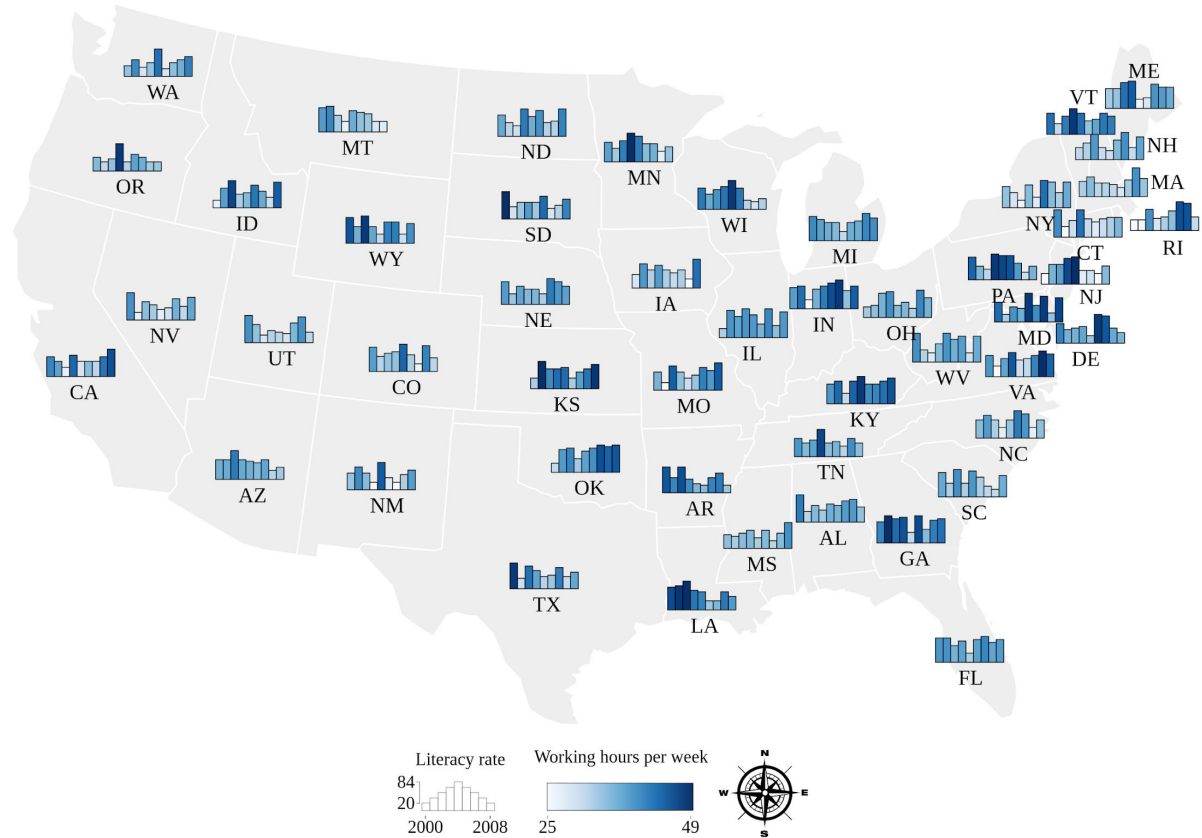 WA
MT
ND
MN
ME
VT
NH
OR
ID
WY
SD
WI
MI
NY
MA
CT
RI
NV
UT
CO
NE
IA
IL
IN
OH
PA
NJ
MD
DE
CA
KS
MO
KY
WV
VA
AZ
NM
OK
AR
TN
NC
SC
MS
AL
GA
TX
LA
FL
Literacy rate
84
20
2000 2008
Working hours per week
25 49
N
W E
S